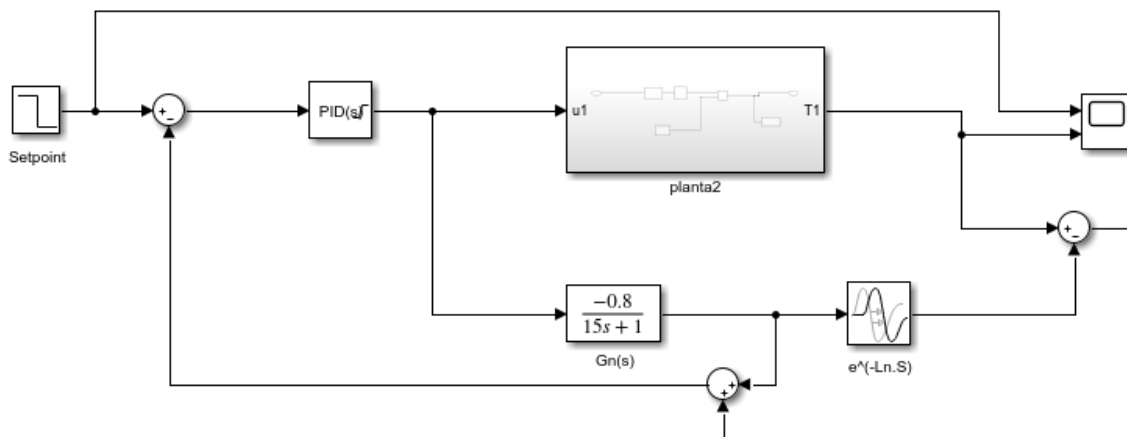 Setpoint
+
−
PID(s)
u1
T1
planta2
+
−
−0.8
15s + 1
Gn(s)
e^(-Ln.S)
+
+